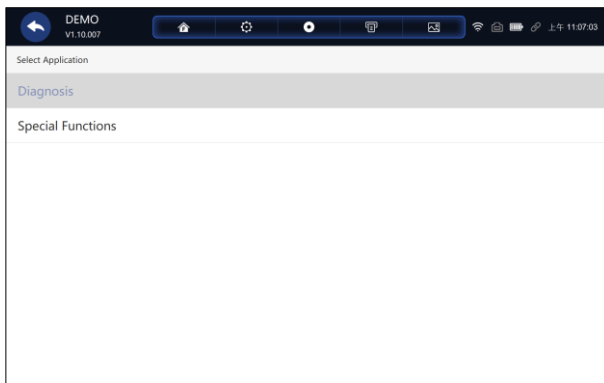 DEMO
V1.10.007
上午 11:07:03
Select Application
Diagnosis
Special Functions